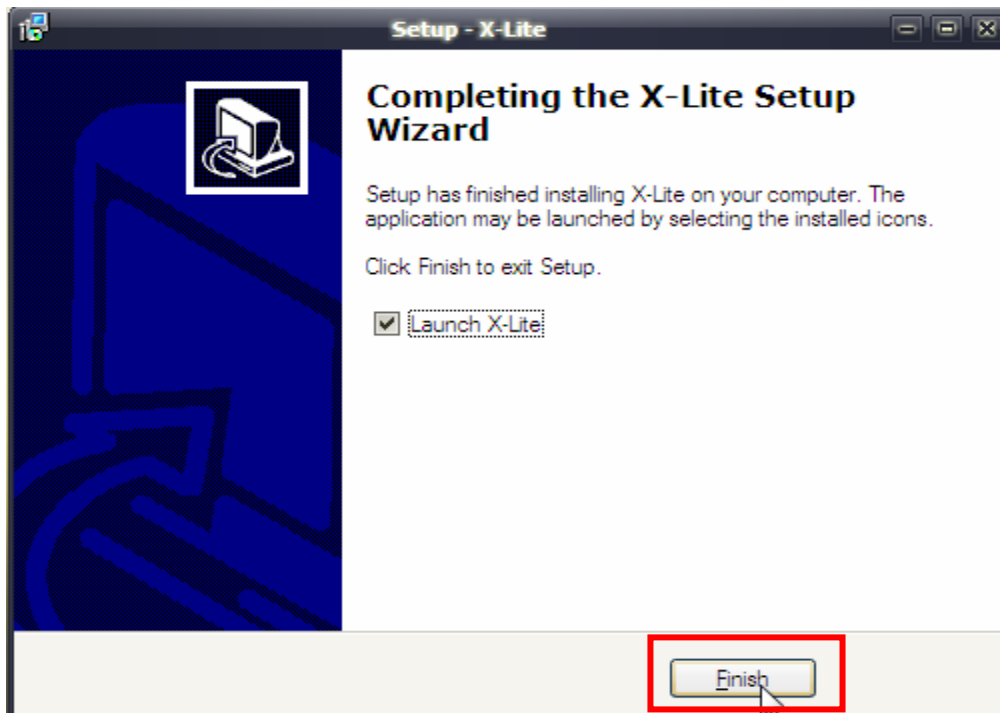 Setup - X-Lite
Completing the X-Lite Setup
Wizard
Setup has finished installing X-Lite on your computer. The
application may be launched by selecting the installed icons.
Click Finish to exit Setup.
Launch X-Lite
Finish